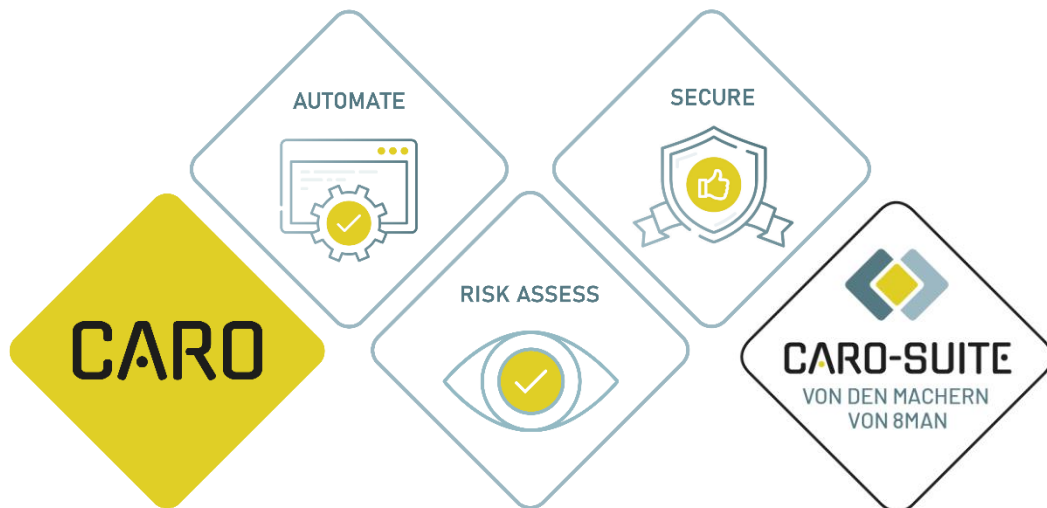 AUTOMATE
SECURE
RISK ASSESS
CARO
CARO-SUITE
VON DEN MACHERN
VON 8MAN